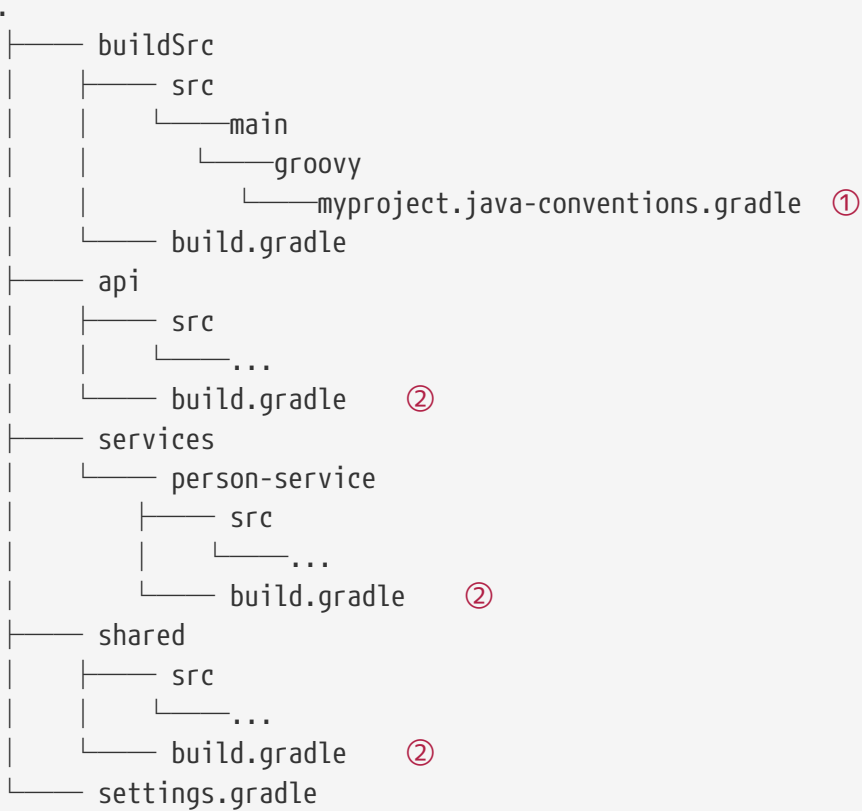 .
├── buildSrc
│   ├── src
│   │   └──main
│   │      └──groovy
│   │         └──myproject.java-conventions.gradle ①
│   └── build.gradle
├── api
│   ├── src
│   │   └──...
│   └── build.gradle ②
├── services
│   └── person-service
│       ├── src
│       │   └──...
│       └── build.gradle ②
├── shared
│   ├── src
│   │   └──...
│   └── build.gradle ②
└── settings.gradle